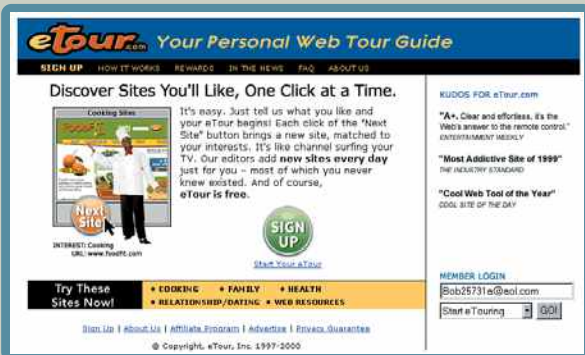 eTour.com Your Personal Web Tour Guide
SIGN UP HOW IT WORKS REWARDS IN THE NEWS FAQ ABOUT US
Discover Sites You'll Like, One Click at a Time.
Cooking Sites
FOODFIT
Next
Site
INTEREST: Cooking
URL: www.foodfit.com
It's easy. Just tell us what you like and
your eTour begins! Each click of the "Next
Site" button brings a new site, matched to
your interests. It's like channel surfing your
TV. Our editors add new sites every day
just for you – most of which you never
knew existed. And of course,
eTour is free.
SIGN
UP
Start Your eTour
KUDOS FOR eTour.com
"A+. Clear and effortless, it's the
Web's answer to the remote control."
ENTERTAINMENT WEEKLY
"Most Addictive Site of 1999"
THE INDUSTRY STANDARD
"Cool Web Tool of the Year"
COOL SITE OF THE DAY
MEMBER LOGIN
Bob25731e@eol.com
Start eTouring GO!
Try These
Sites Now!
• COOKING • FAMILY • HEALTH
• RELATIONSHIP/DATING • WEB RESOURCES
Sign Up | About Us | Affiliate Program | Advertise | Privacy Guarantee
© Copyright, eTour, Inc. 1997-2000